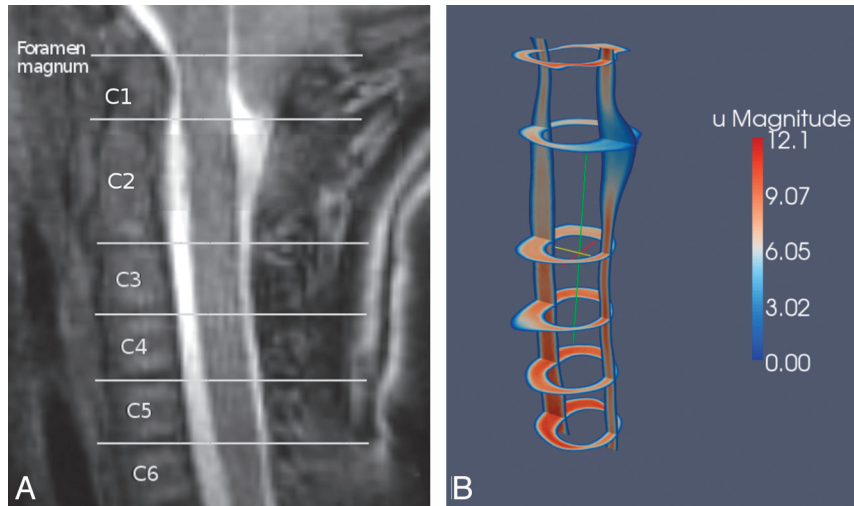 Foramen
magnum
C1
C2
C3
C4
C5
C6
A
u Magnitude
12.1
9.07
6.05
3.02
0.00
B